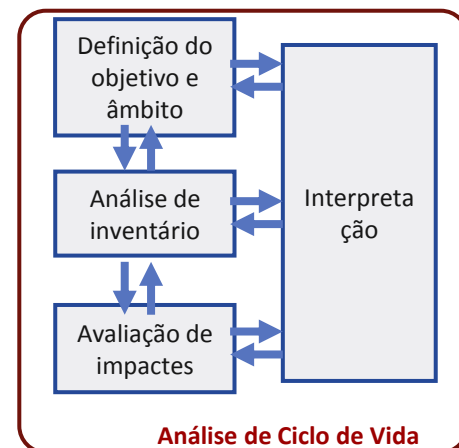 Definição do
objetivo e
âmbito
Análise de
inventário
Avaliação de
impactes
Interpreta
ção
Análise de Ciclo de Vida